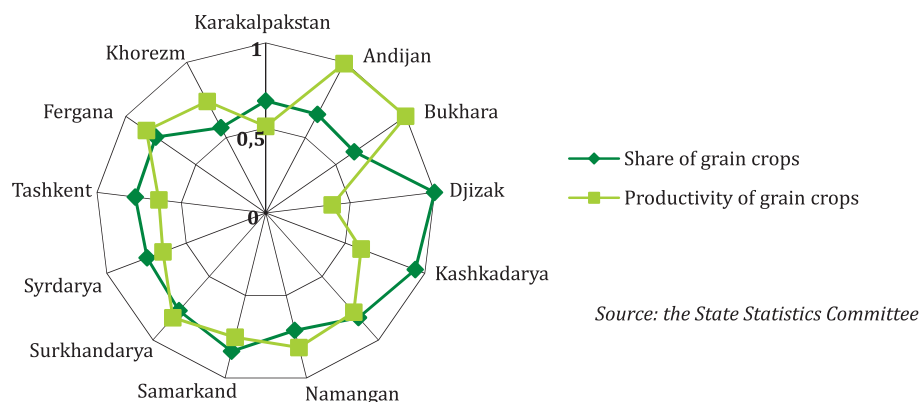 Karakalpakstan
1
Andijan
Khorezm
Fergana
Bukhara
0,5
Share of grain crops
Tashkent
Djizak
Productivity of grain crops
0
Kashkadarya
Syrdarya
Source: the State Statistics Committee
Surkhandarya
Samarkand
Namangan